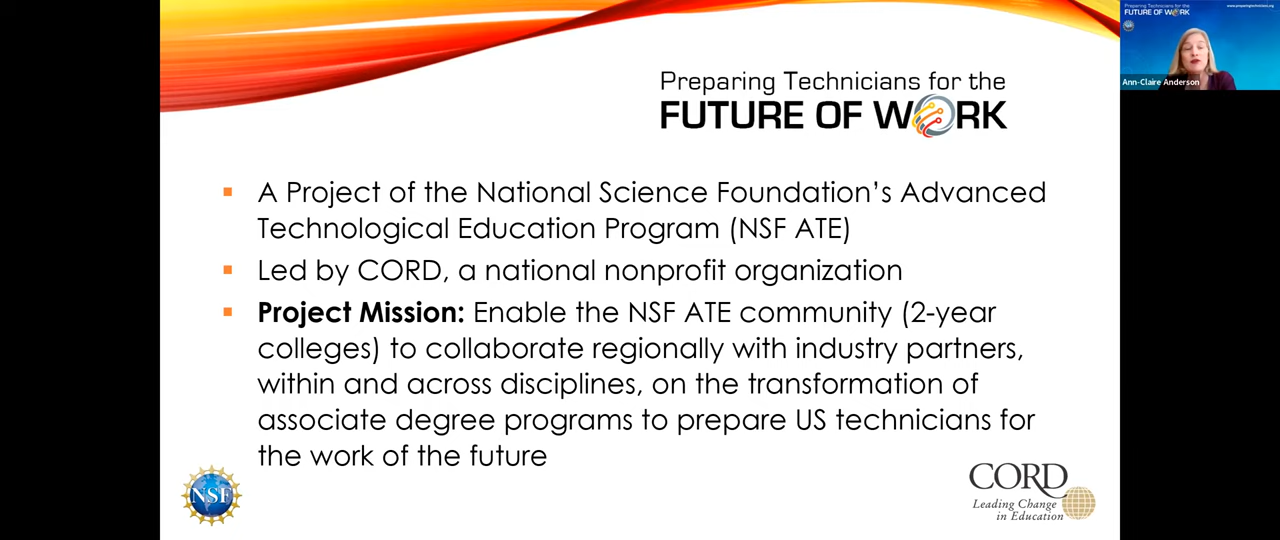 Preparing Technicians for the
FUTURE OF WORK
A Project of the National Science Foundation's Advanced
Technological Education Program (NSF ATE)
Led by CORD, a national nonprofit organization
Project Mission: Enable the NSF ATE community (2-year
colleges) to collaborate regionally with industry partners,
within and across disciplines, on the transformation of
associate degree programs to prepare US technicians for
the work of the future
NSF
CORD
Leading Change
in Education
Preparing Technicians for the
FUTURE OF WORK
www.preparingtechnicians.org
Ann-Claire Anderson